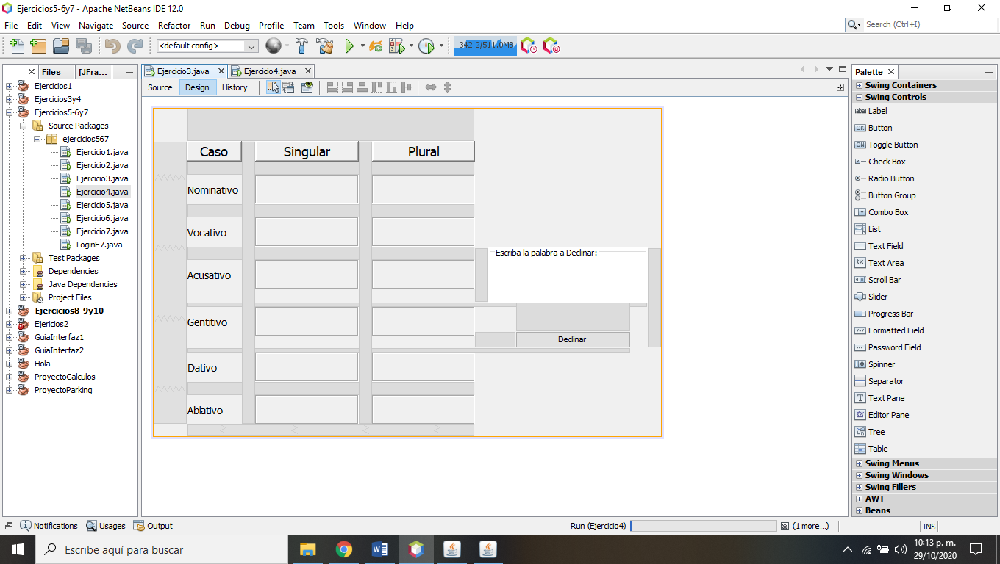 Ejercicios5-6y7 - Apache NetBeans IDE 12.0
File Edit View Navigate Source Refactor Run Debug Profile Team Tools Window Help
Search (Ctrl+I)
<default config>
342.2/511.0MB
Files [JFra...
Ejercicio3.java Ejercicio4.java
Palette
Source Design History
Ejercicios1
Ejercicios3y4
Ejercicios5-6y7
Source Packages
ejercicios567
Ejercicio1.java
Ejercicio2.java
Ejercicio3.java
Ejercicio4.java
Ejercicio5.java
Ejercicio6.java
Ejercicio7.java
LoginE7.java
Test Packages
Dependencies
Java Dependencies
Project Files
Ejercicios8-9y10
Ejericios2
GuiaInterfaz1
GuiaInterfaz2
Hola
ProyectoCalculos
ProyectoParking
Caso Singular Plural
Nominativo
Vocativo
Acusativo
Gentitivo
Dativo
Ablativo
Escriba la palabra a Declinar:
Declinar
Swing Containers
Swing Controls
label Label
OK Button
ON Toggle Button
Check Box
Radio Button
Button Group
Combo Box
List
Text Field
tx Text Area
Scroll Bar
Slider
Progress Bar
Formatted Field
Password Field
Spinner
Separator
T Text Pane
Editor Pane
Tree
Table
Swing Menus
Swing Windows
Swing Fillers
AWT
Beans
Notifications Usages Output
Run (Ejercicio4)
(1 more...)
INS
Escribe aquí para buscar
10:13 p. m.
29/10/2020